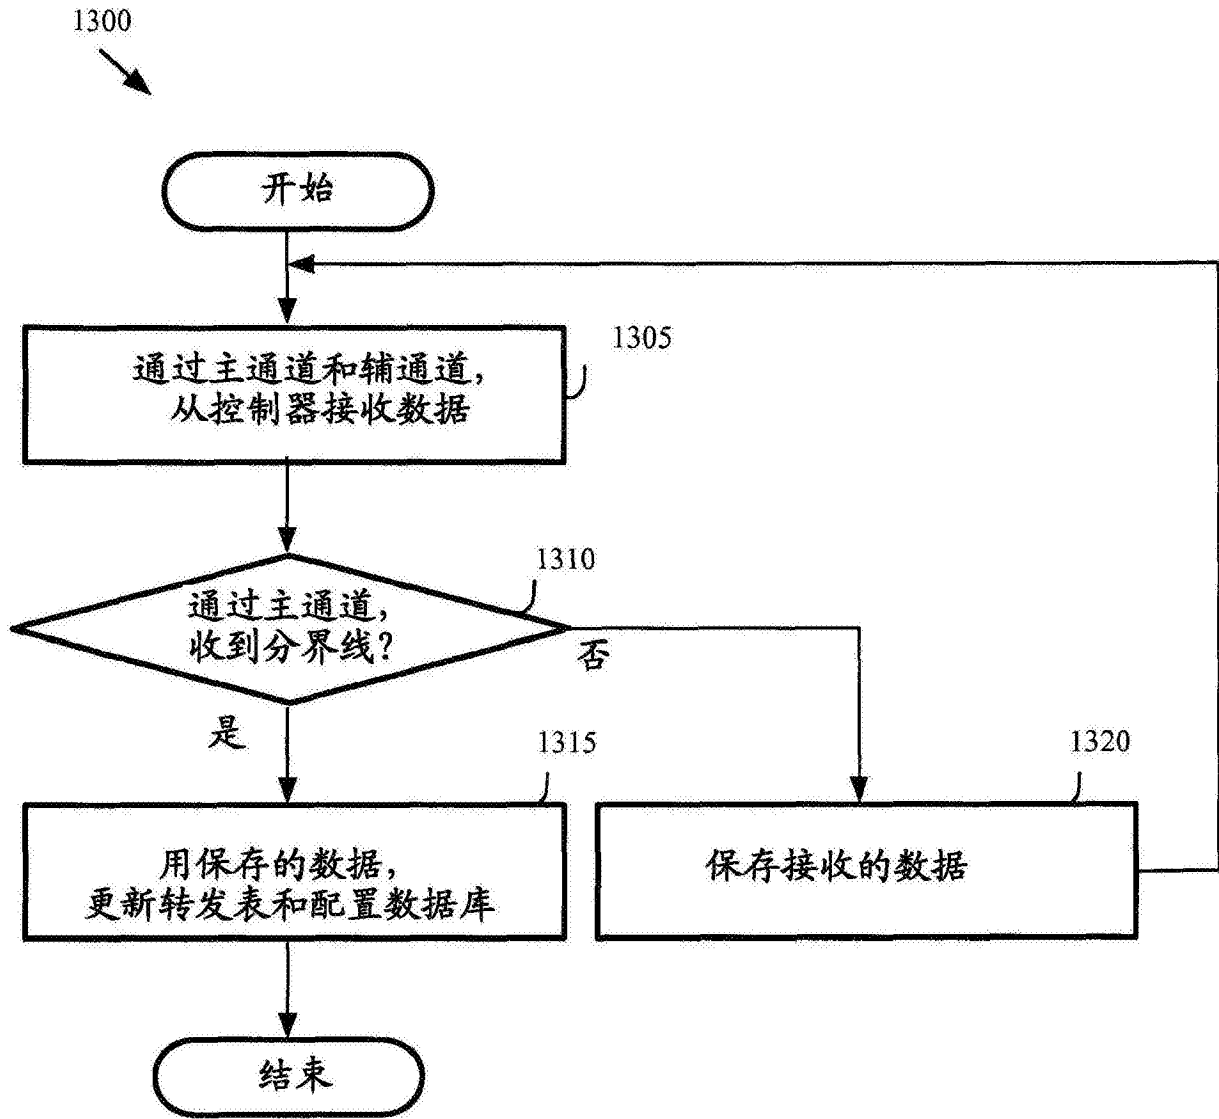 1300
开始
1305
通过主通道和辅通道,
从控制器接收数据
1310
通过主通道,
收到分界线?
否
是
1315
用保存的数据,
更新转发表和配置数据库
1320
保存接收的数据
结束